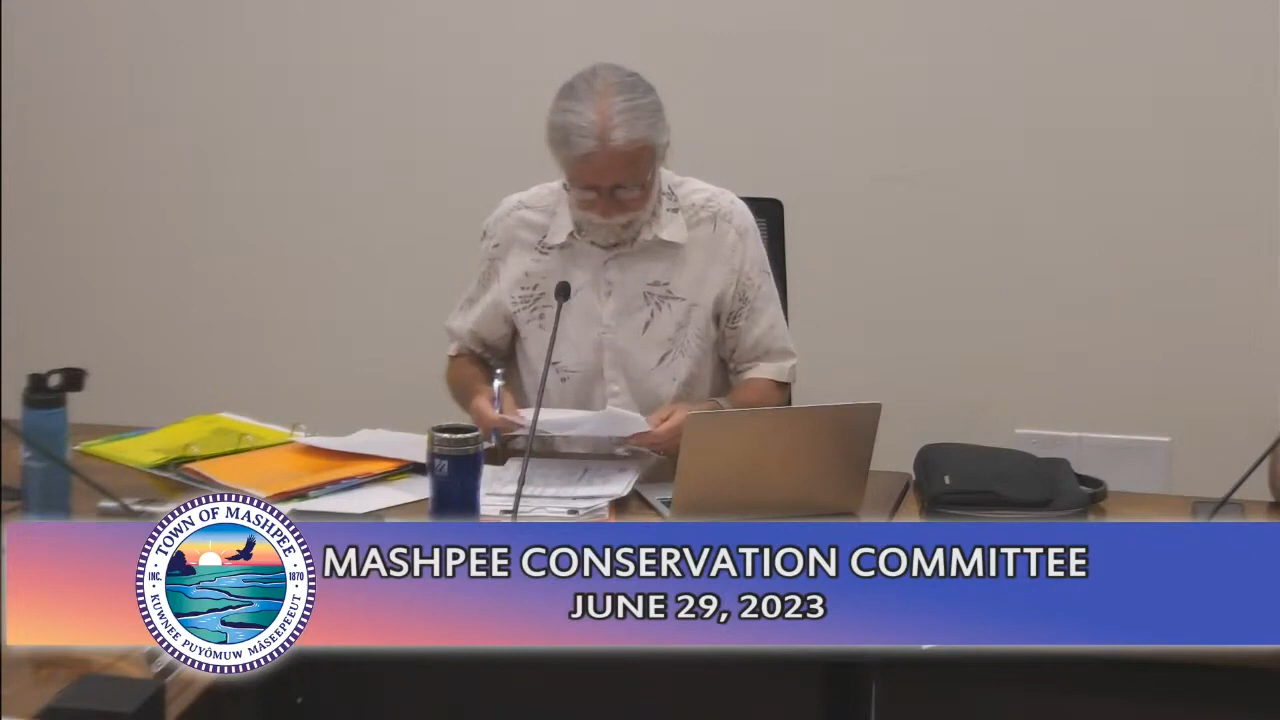 TOWN OF MASHPEE
INC.
1870
KUWNEE PUYÔMUW MÂSEEPEEUT
MASHPEE CONSERVATION COMMITTEE
JUNE 29, 2023